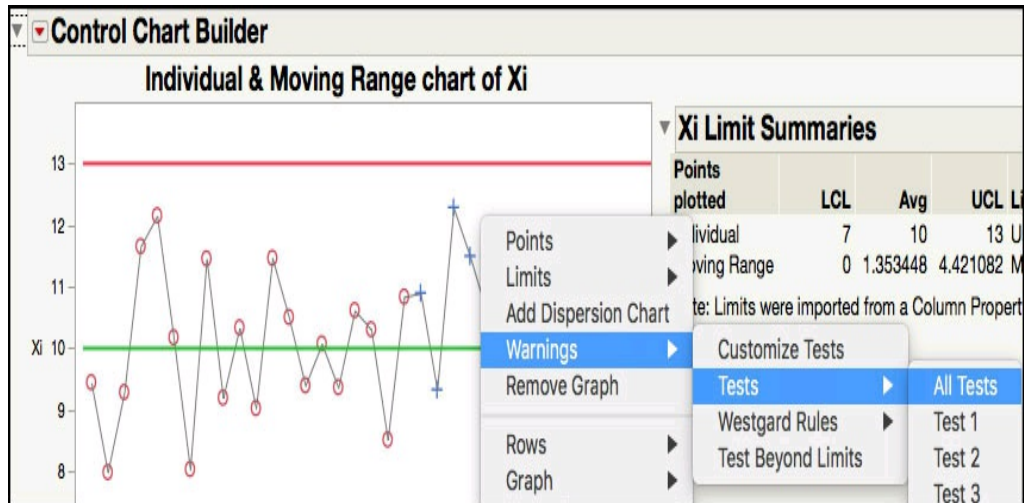 Control Chart Builder
Individual & Moving Range chart of Xi
13
12
11
Xi 10
9
8
Xi Limit Summaries
Points
plotted LCL Avg UCL Li
ividual 7 10 13 U
oving Range 0 1.353448 4.421082 M
te: Limits were imported from a Column Propert
Points
Limits
Add Dispersion Chart
Warnings
Remove Graph
Rows
Graph
Customize Tests
Tests
Westgard Rules
Test Beyond Limits
All Tests
Test 1
Test 2
Test 3